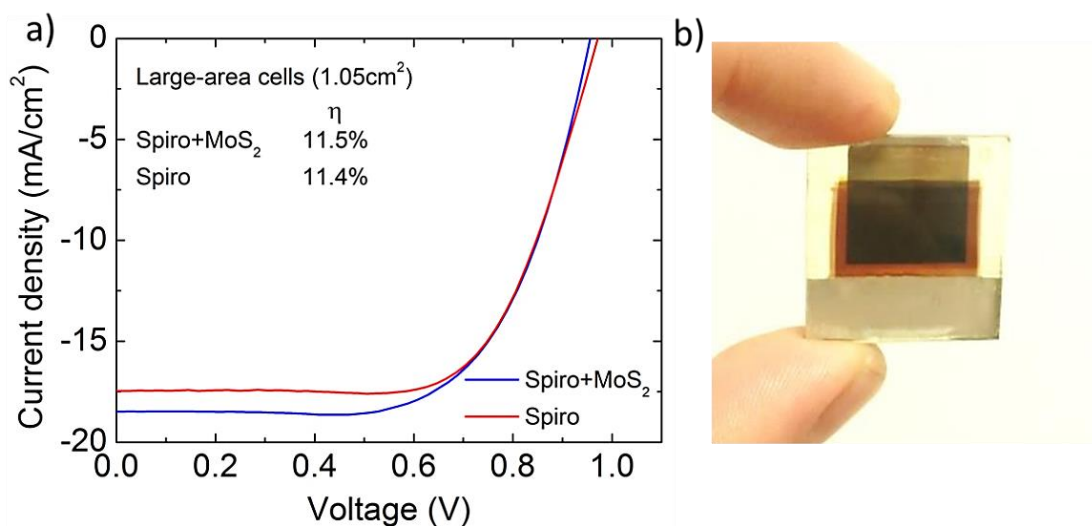 a)
b)
Large-area cells (1.05cm²)
η
Spiro+MoS₂ 11.5%
Spiro 11.4%
Current density (mA/cm²)
0
-5
-10
-15
-20
Spiro+MoS₂
Spiro
0.0 0.2 0.4 0.6 0.8 1.0
Voltage (V)